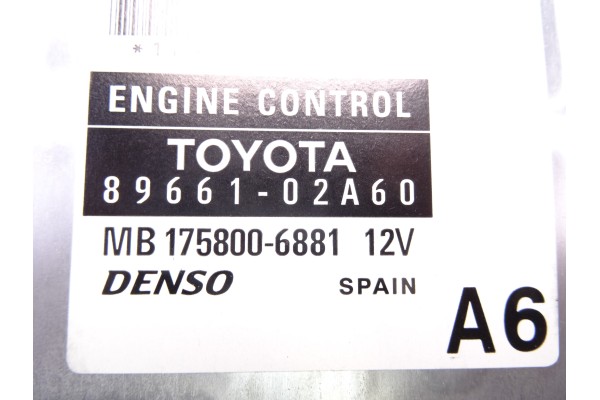 ENGINE CONTROL
TOYOTA
89661-02A60
MB 175800-6881 12V
DENSO SPAIN
A6